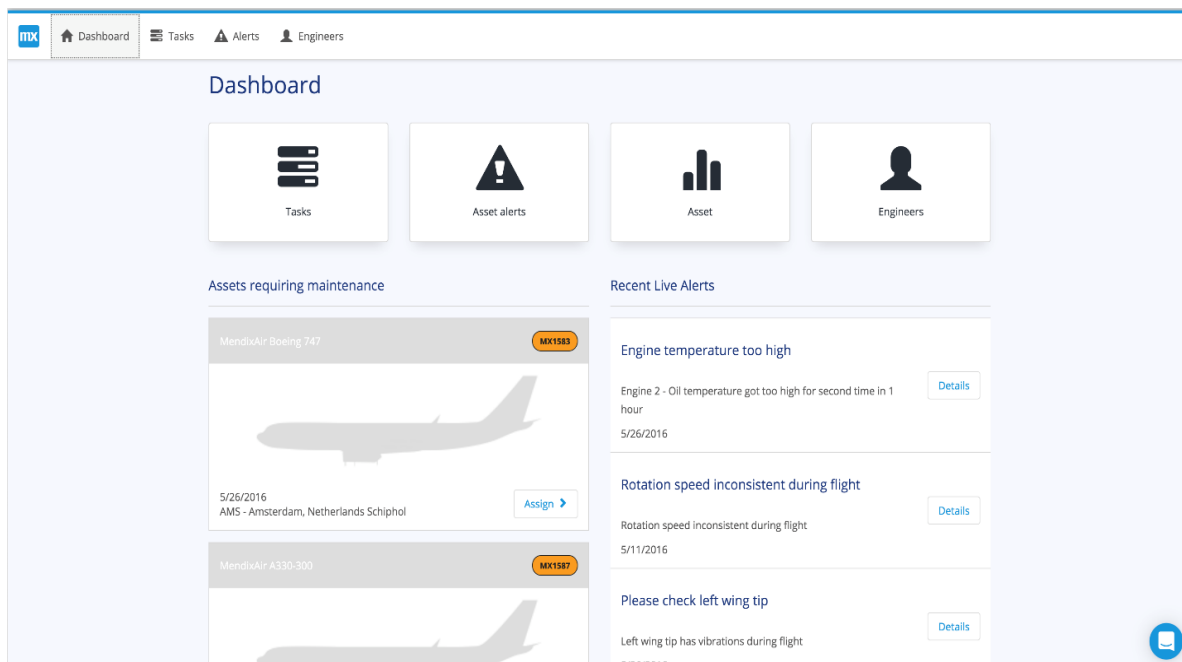 mx
Dashboard
Tasks
Alerts
Engineers
Dashboard
Tasks
Asset alerts
Asset
Engineers
Assets requiring maintenance
MendixAir Boeing 747
MX1583
5/26/2016
AMS - Amsterdam, Netherlands Schiphol
Assign
MendixAir A330-300
MX1587
Recent Live Alerts
Engine temperature too high
Engine 2 - Oil temperature got too high for second time in 1
hour
5/26/2016
Details
Rotation speed inconsistent during flight
Rotation speed inconsistent during flight
5/11/2016
Details
Please check left wing tip
Left wing tip has vibrations during flight
Details